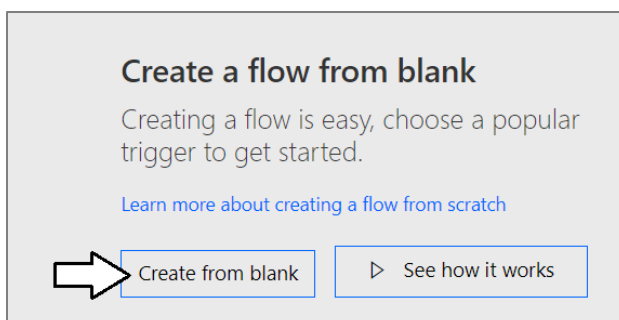 Create a flow from blank
Creating a flow is easy, choose a popular
trigger to get started.
Learn more about creating a flow from scratch
Create from blank
See how it works